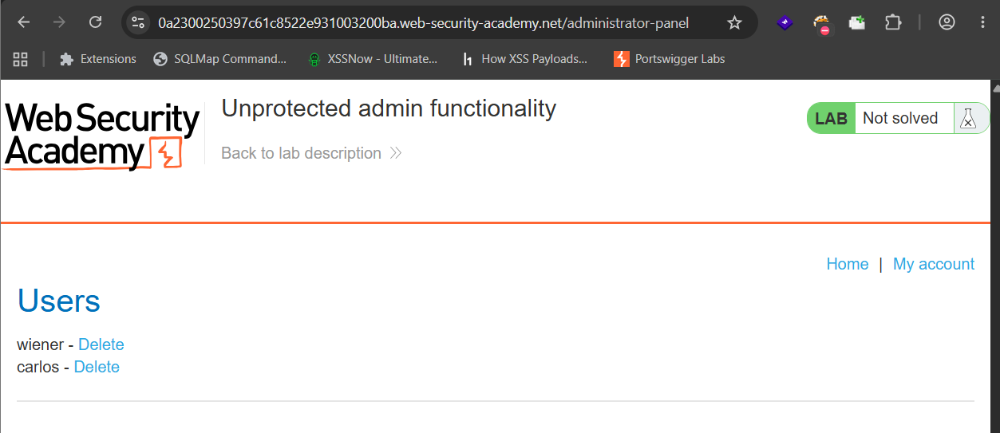 0a2300250397c61c8522e931003200ba.web-security-academy.net/administrator-panel
Extensions SQLMap Command... XSSNow - Ultimate... How XSS Payloads... Portswigger Labs
Web Security
Academy
Unprotected admin functionality
Back to lab description
LAB Not solved
Home | My account
Users
wiener - Delete
carlos - Delete